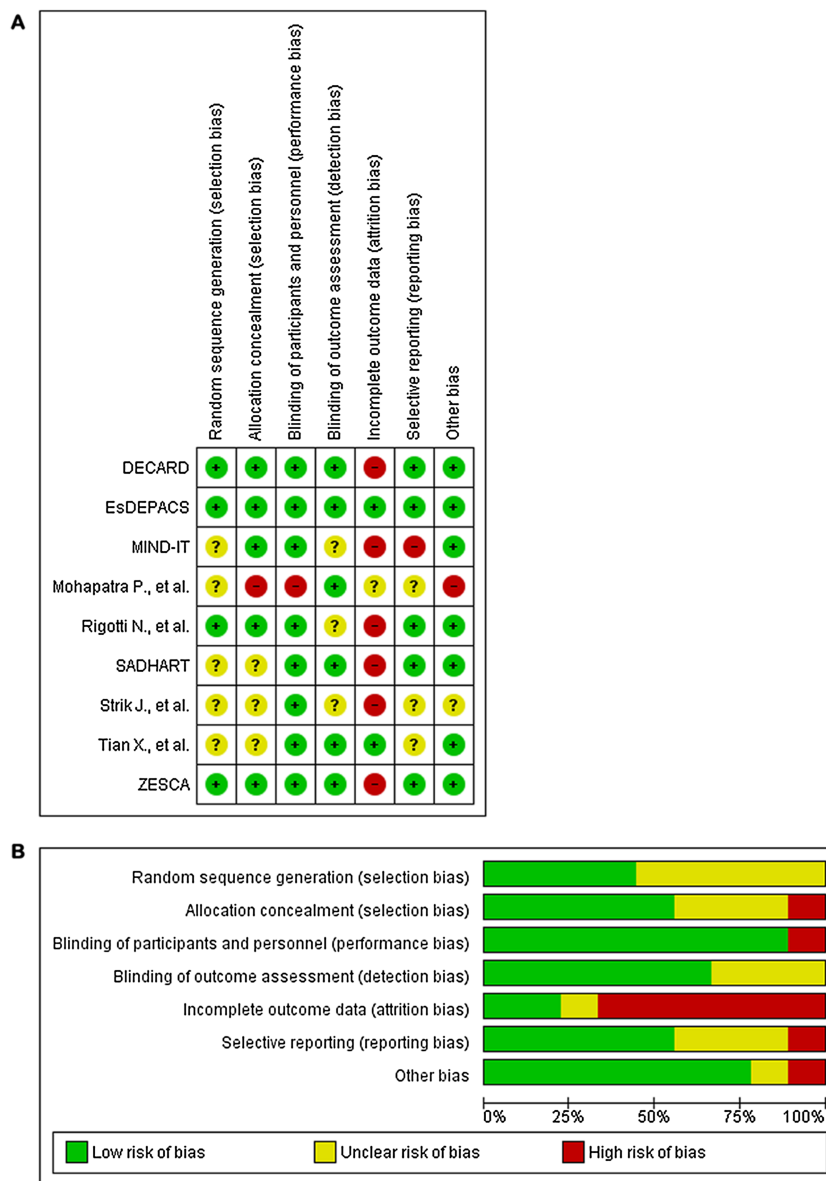 A
Random sequence generation (selection bias)
Allocation concealment (selection bias)
Blinding of participants and personnel (performance bias)
Blinding of outcome assessment (detection bias)
Incomplete outcome data (attrition bias)
Selective reporting (reporting bias)
Other bias
DECARD + + + + - + +
EsDEPACS + + + + + + +
MIND-IT ? + + ? - - +
Mohapatra P., et al. ? - - + ? ? -
Rigotti N., et al. + + + ? - + +
SADHART ? ? + + - + +
Strik J., et al. ? ? + ? - ? ?
Tian X., et al. ? ? + + + ? +
ZESCA + + + + - + +
B
Random sequence generation (selection bias)
Allocation concealment (selection bias)
Blinding of participants and personnel (performance bias)
Blinding of outcome assessment (detection bias)
Incomplete outcome data (attrition bias)
Selective reporting (reporting bias)
Other bias
0% 25% 50% 75% 100%
Low risk of bias Unclear risk of bias High risk of bias